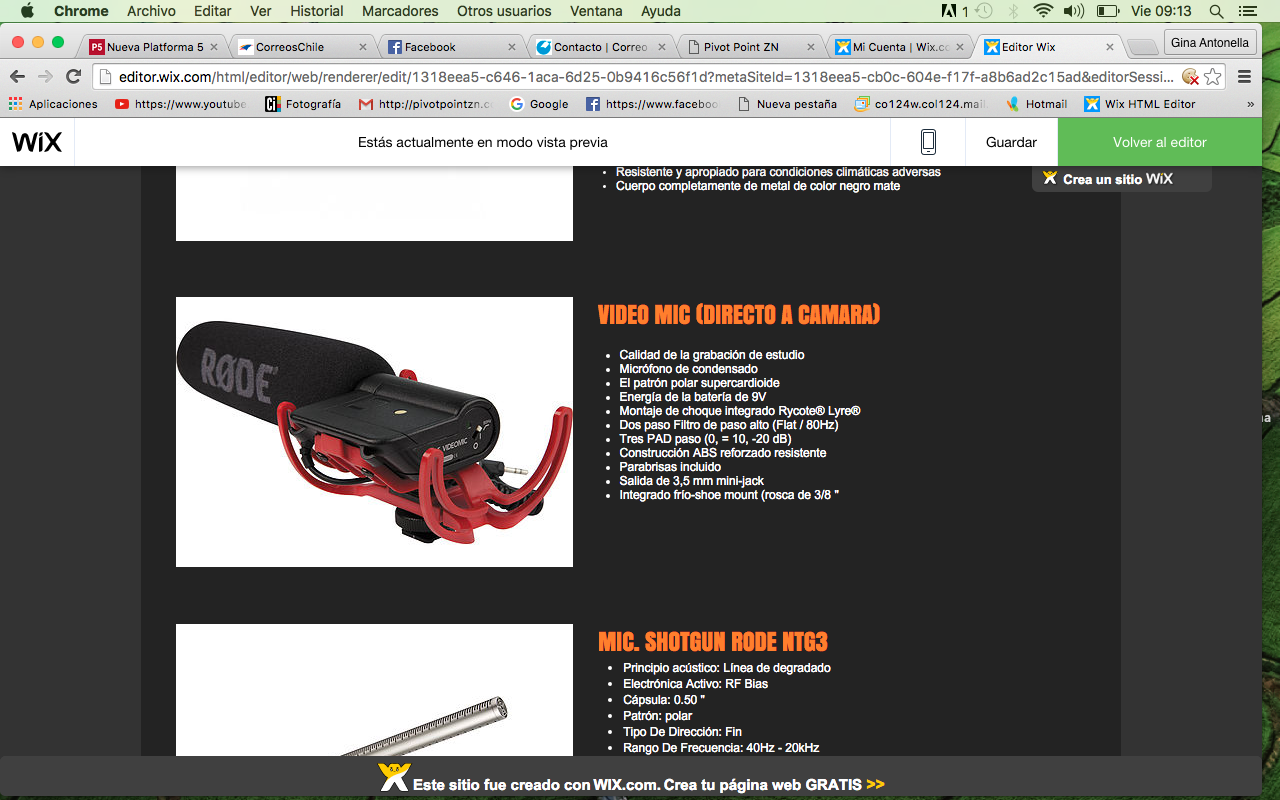 Chrome Archivo Editar Ver Historial Marcadores Otros usuarios Ventana Ayuda 1 Vie 09:13
Nueva Platforma 5 CorreosChile Facebook Contacto | Correo Pivot Point ZN Mi Cuenta | Wix.co Editor Wix Gina Antonella
editor.wix.com/html/editor/web/renderer/edit/1318eea5-c646-1aca-6d25-0b9416c56f1d?metaSiteId=1318eea5-cb0c-604e-f17f-a8b6ad2c15ad&editorSessi...
Aplicaciones https://www.youtube Fotografía http://pivotpointzn.c Google https://www.faceboo Nueva pestaña co124w.col124.mail. Hotmail Wix HTML Editor »
WiX Estás actualmente en modo vista previa Guardar Volver al editor
• Resistente y apropiado para condiciones climáticas adversas
• Cuerpo completamente de metal de color negro mate
Crea un sitio WiX
VIDEO MIC (DIRECTO A CAMARA)
• Calidad de la grabación de estudio
• Micrófono de condensado
• El patrón polar supercardioide
• Energía de la batería de 9V
• Montaje de choque integrado Rycote® Lyre®
• Dos paso Filtro de paso alto (Flat / 80Hz)
• Tres PAD paso (0, = 10, -20 dB)
• Construcción ABS reforzado resistente
• Parabrisas incluido
• Salida de 3,5 mm mini-jack
• Integrado frío-shoe mount (rosca de 3/8 "
RØDE
VIDEOMIC
MIC. SHOTGUN RODE NTG3
• Principio acústico: Línea de degradado
• Electrónica Activo: RF Bias
• Cápsula: 0.50 "
• Patrón: polar
• Tipo De Dirección: Fin
• Rango De Frecuencia: 40Hz - 20kHz
Este sitio fue creado con WIX.com. Crea tu página web GRATIS >>